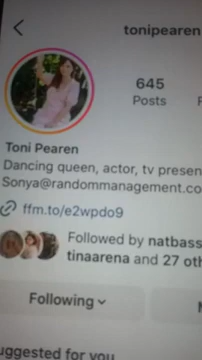 tonipearen
645
Posts
Toni Pearen
Dancing queen, actor, tv presen
Sonya@randommanagement.co
ffm.to/e2wpdo9
Followed by natbass
tinaarena and 27 oth
Following
uggested for you